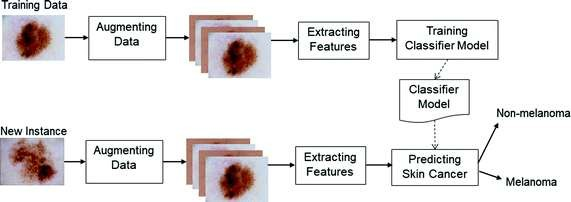 Training Data
Augmenting
Data
Extracting
Features
Training
Classifier Model
Classifier
Model
New Instance
Augmenting
Data
Extracting
Features
Predicting
Skin Cancer
Non-melanoma
Melanoma